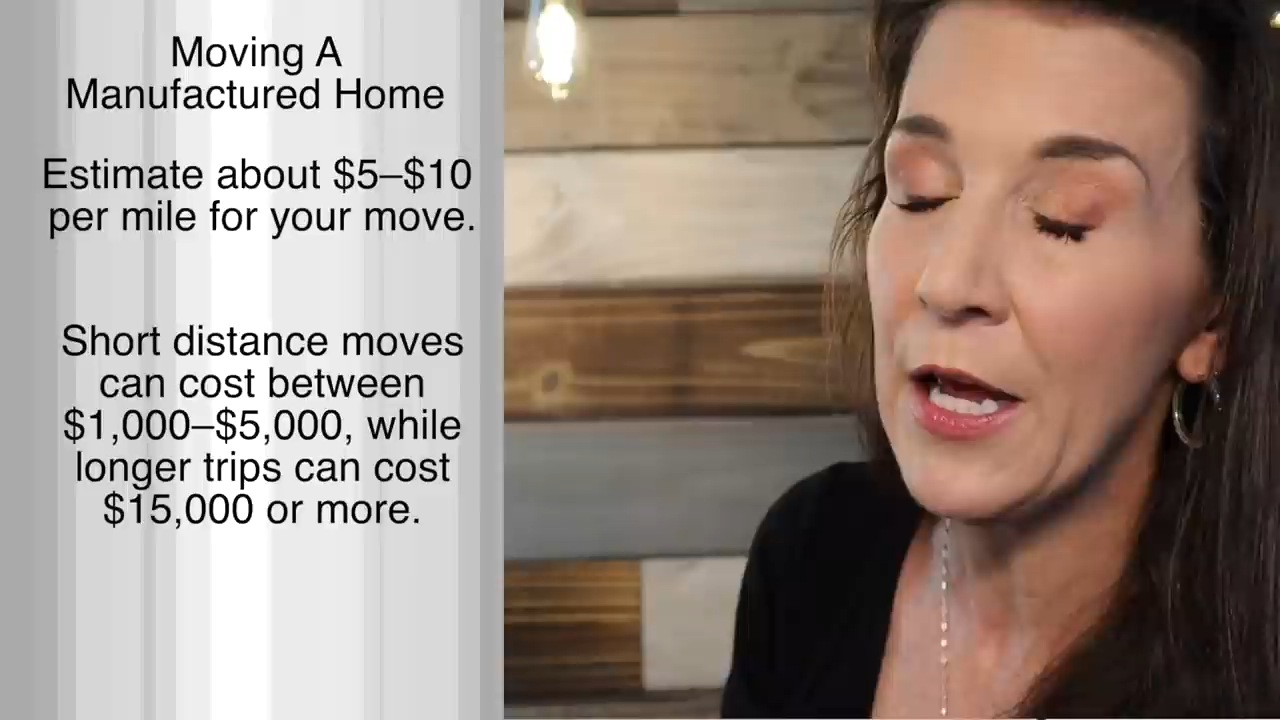 Moving A
Manufactured Home
Estimate about $5–$10
per mile for your move.
Short distance moves
can cost between
$1,000–$5,000, while
longer trips can cost
$15,000 or more.